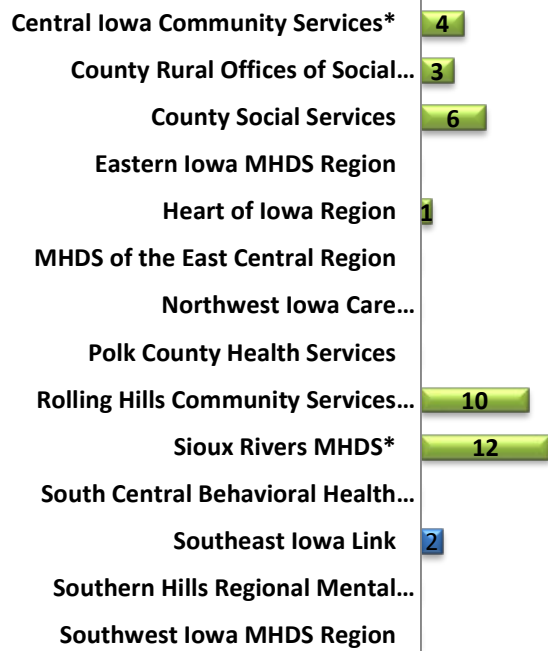 Central Iowa Community Services* 4
County Rural Offices of Social... 3
County Social Services 6
Eastern Iowa MHDS Region
Heart of Iowa Region 1
MHDS of the East Central Region
Northwest Iowa Care...
Polk County Health Services
Rolling Hills Community Services... 10
Sioux Rivers MHDS* 12
South Central Behavioral Health...
Southeast Iowa Link 2
Southern Hills Regional Mental...
Southwest Iowa MHDS Region